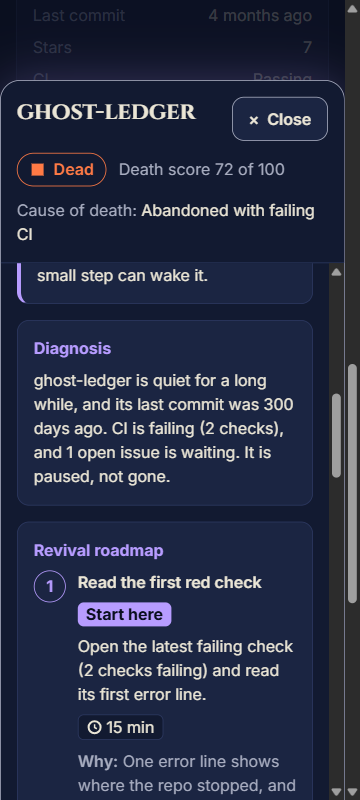 Last commit 4 months ago
Stars 7
CI Passing
GHOST-LEDGER
× Close
Dead
Death score 72 of 100
Cause of death: Abandoned with failing
CI
small step can wake it.
Diagnosis
ghost-ledger is quiet for a long
while, and its last commit was 300
days ago. CI is failing (2 checks),
and 1 open issue is waiting. It is
paused, not gone.
Revival roadmap
1 Read the first red check
Start here
Open the latest failing check
(2 checks failing) and read
its first error line.
15 min
Why: One error line shows
where the repo stopped, and